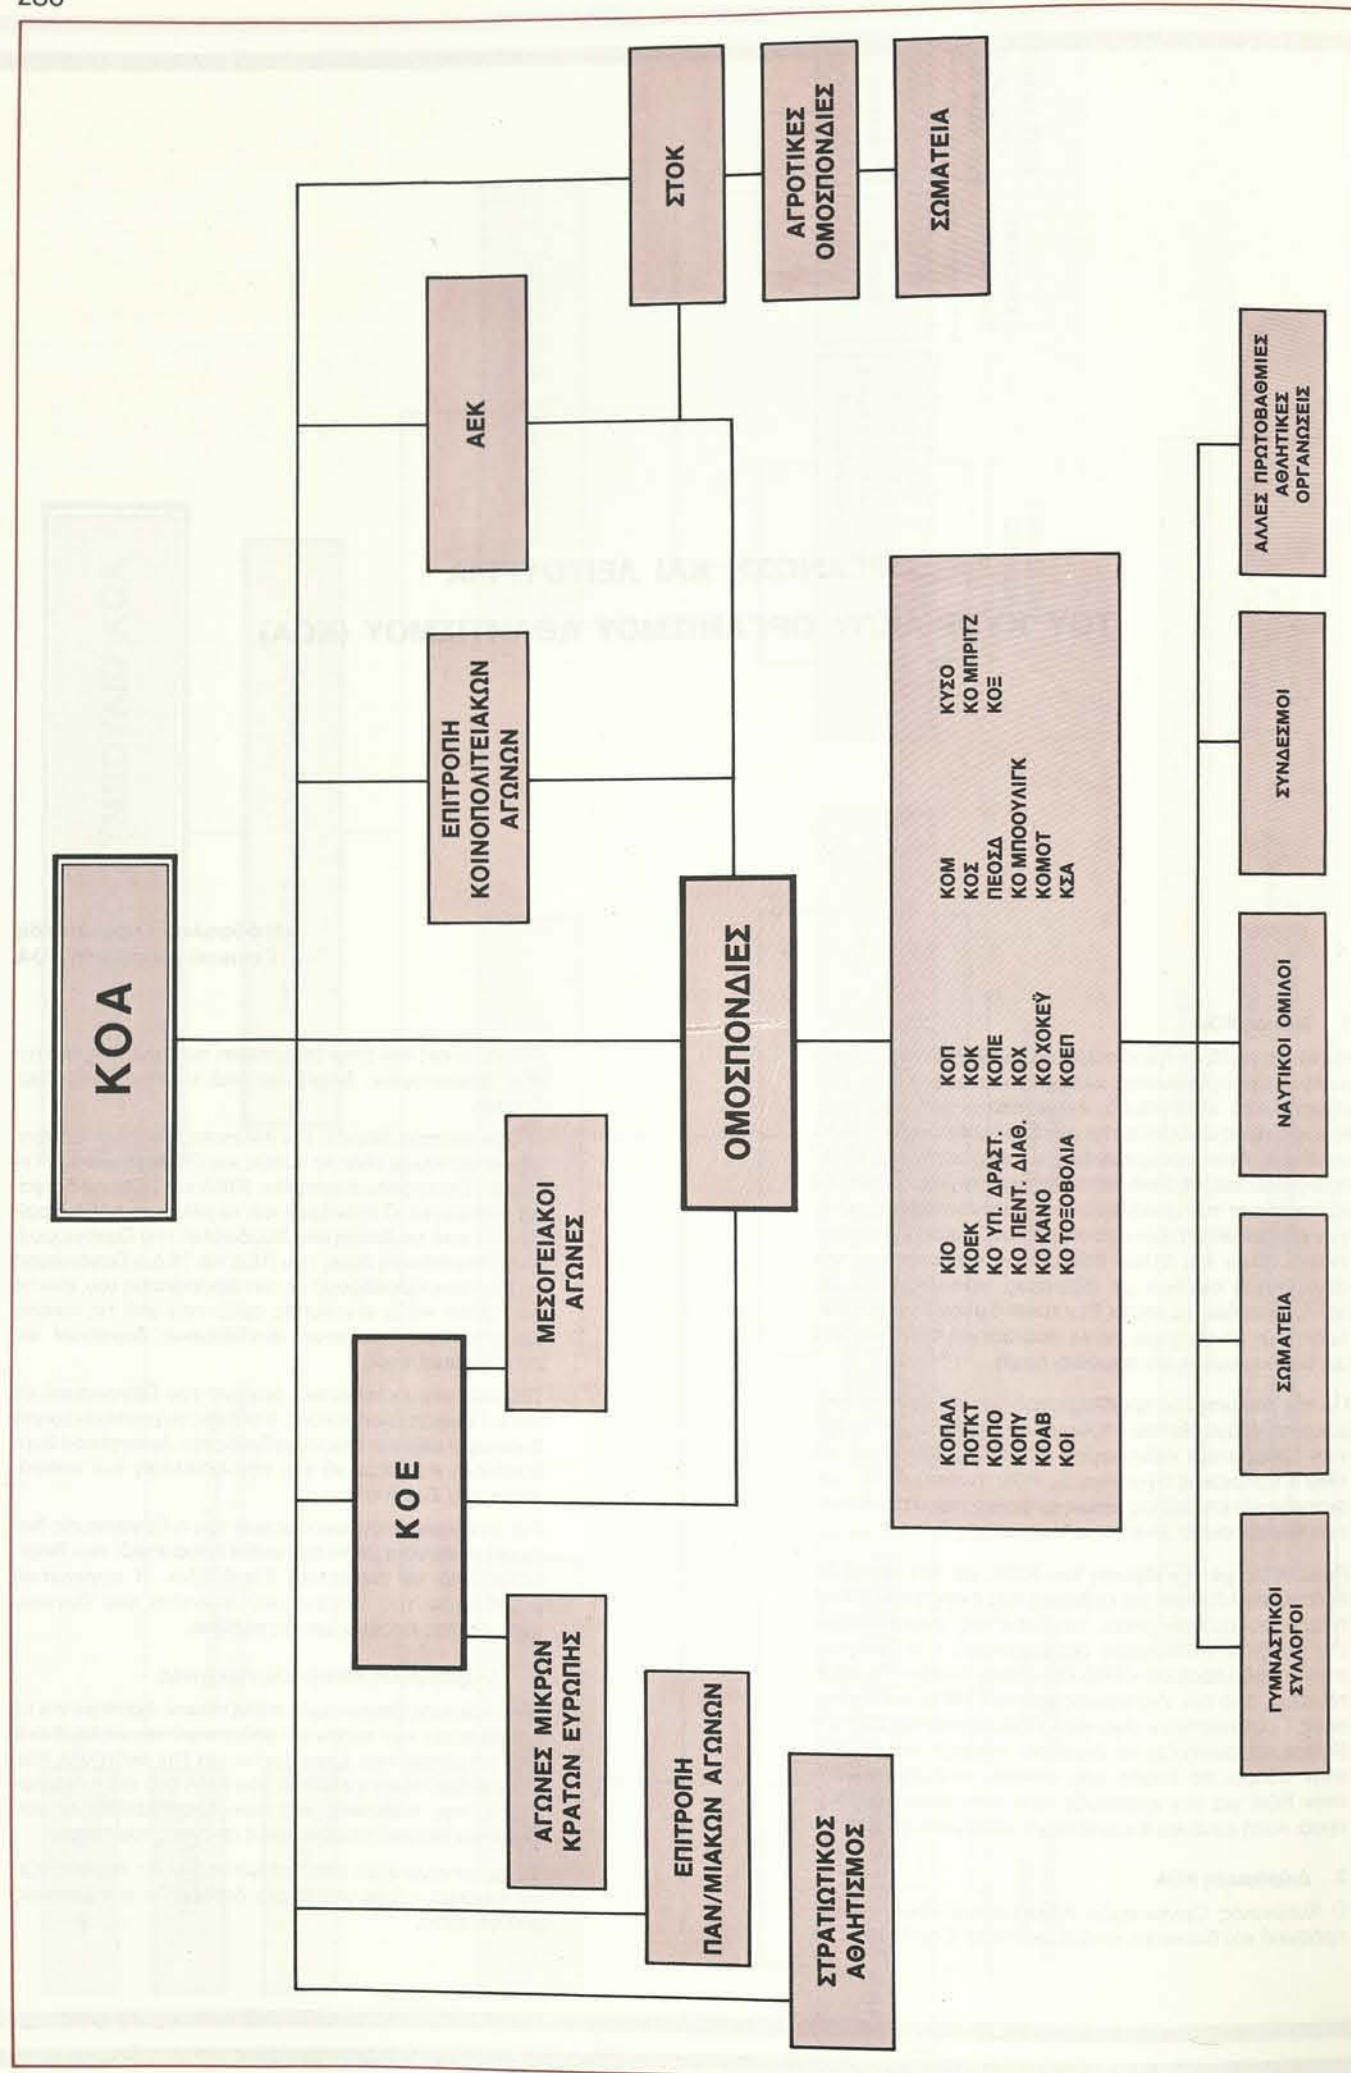 ΚΟΑ
ΚΟΕ
ΕΠΙΤΡΟΠΗ
ΚΟΙΝΟΠΟΛΙΤΕΙΑΚΩΝ
ΑΓΩΝΩΝ
ΑΕΚ
ΑΓΩΝΕΣ ΜΙΚΡΩΝ
ΚΡΑΤΩΝ ΕΥΡΩΠΗΣ
ΜΕΣΟΓΕΙΑΚΟΙ
ΑΓΩΝΕΣ
ΣΤΟΚ
ΕΠΙΤΡΟΠΗ
ΠΑΝ/ΜΙΑΚΩΝ ΑΓΩΝΩΝ
ΟΜΟΣΠΟΝΔΙΕΣ
ΑΓΡΟΤΙΚΕΣ
ΟΜΟΣΠΟΝΔΙΕΣ
ΣΤΡΑΤΙΩΤΙΚΟΣ
ΑΘΛΗΤΙΣΜΟΣ
ΣΩΜΑΤΕΙΑ
ΚΟΠΑΛ ΚΙΟ ΚΟΠ ΚΟΜ ΚΥΣΟ
ΠΟΤΚΤ ΚΟΕΚ ΚΟΚ ΚΟΣ ΚΟ ΜΠΡΙΤΖ
ΚΟΠΟ ΚΟ ΥΠ. ΔΡΑΣΤ. ΚΟΠΕ ΠΕΟΣΔ ΚΟΞ
ΚΟΠΥ ΚΟ ΠΕΝΤ. ΔΙΑΘ. ΚΟΧ ΚΟ ΜΠΟΟΥΛΙΓΚ
ΚΟΑΒ ΚΟ ΚΑΝΟ ΚΟ ΧΟΚΕΫ ΚΟΜΟΤ
ΚΟΙ ΚΟ ΤΟΞΟΒΟΛΙΑ ΚΟΕΠ ΚΣΑ
ΓΥΜΝΑΣΤΙΚΟΙ
ΣΥΛΟΓΟΙ
ΣΩΜΑΤΕΙΑ
ΝΑΥΤΙΚΟΙ ΟΜΙΛΟΙ
ΣΥΝΔΕΣΜΟΙ
ΑΛΛΕΣ ΠΡΩΤΟΒΑΘΜΙΕΣ
ΑΘΛΗΤΙΚΕΣ
ΟΡΓΑΝΩΣΕΙΣ